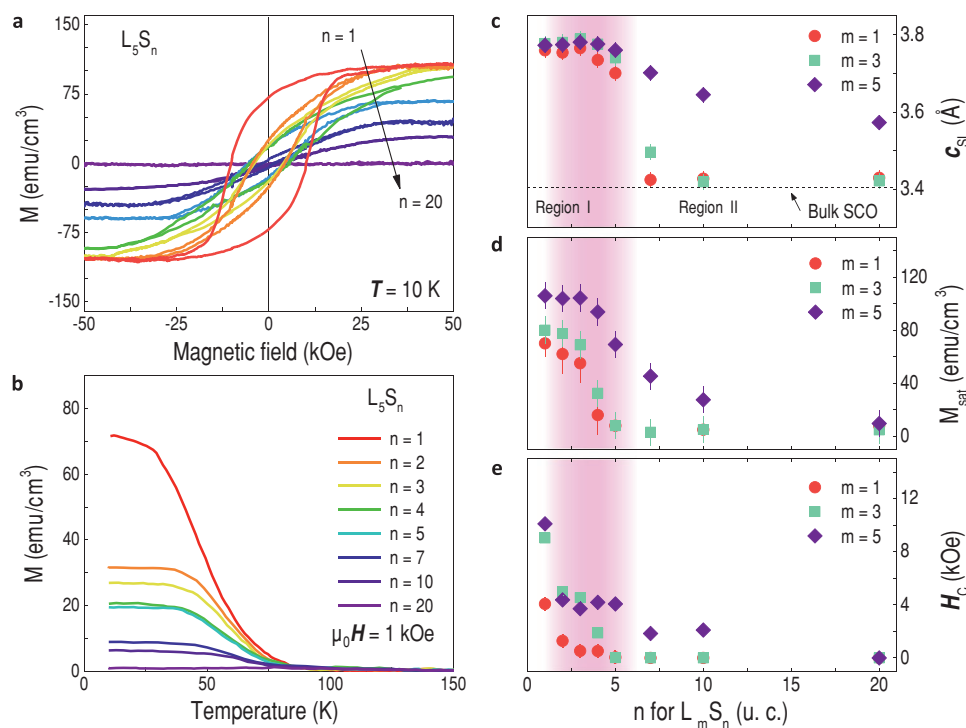 a
L5Sn
n = 1
n = 20
T = 10 K
M (emu/cm3)
150
75
0
-75
-150
-50
-25
0
25
50
Magnetic field (kOe)
b
L5Sn
n = 1
n = 2
n = 3
n = 4
n = 5
n = 7
n = 10
n = 20
μ0H = 1 kOe
M (emu/cm3)
80
60
40
20
0
0
50
100
150
Temperature (K)
c
m = 1
m = 3
m = 5
Region I
Region II
Bulk SCO
3.8
3.6
3.4
cSL (Å)
d
m = 1
m = 3
m = 5
120
80
40
0
Msat (emu/cm3)
e
m = 1
m = 3
m = 5
12
8
4
0
HC (kOe)
0
5
10
15
20
n for LmSn (u. c.)